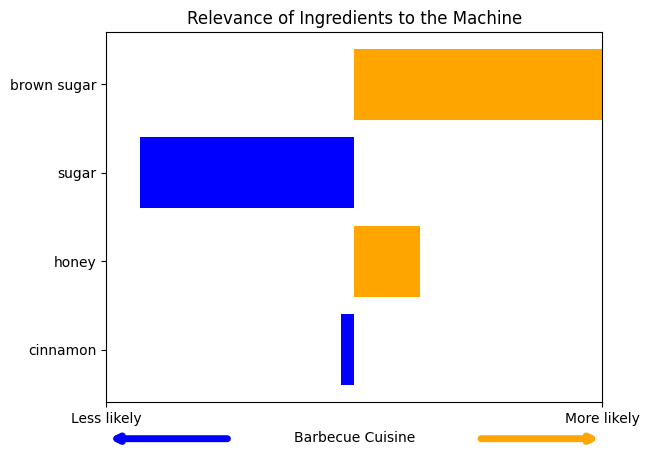 Relevance of Ingredients to the Machine
brown sugar
sugar
honey
cinnamon
Less likely
More likely
Barbecue Cuisine